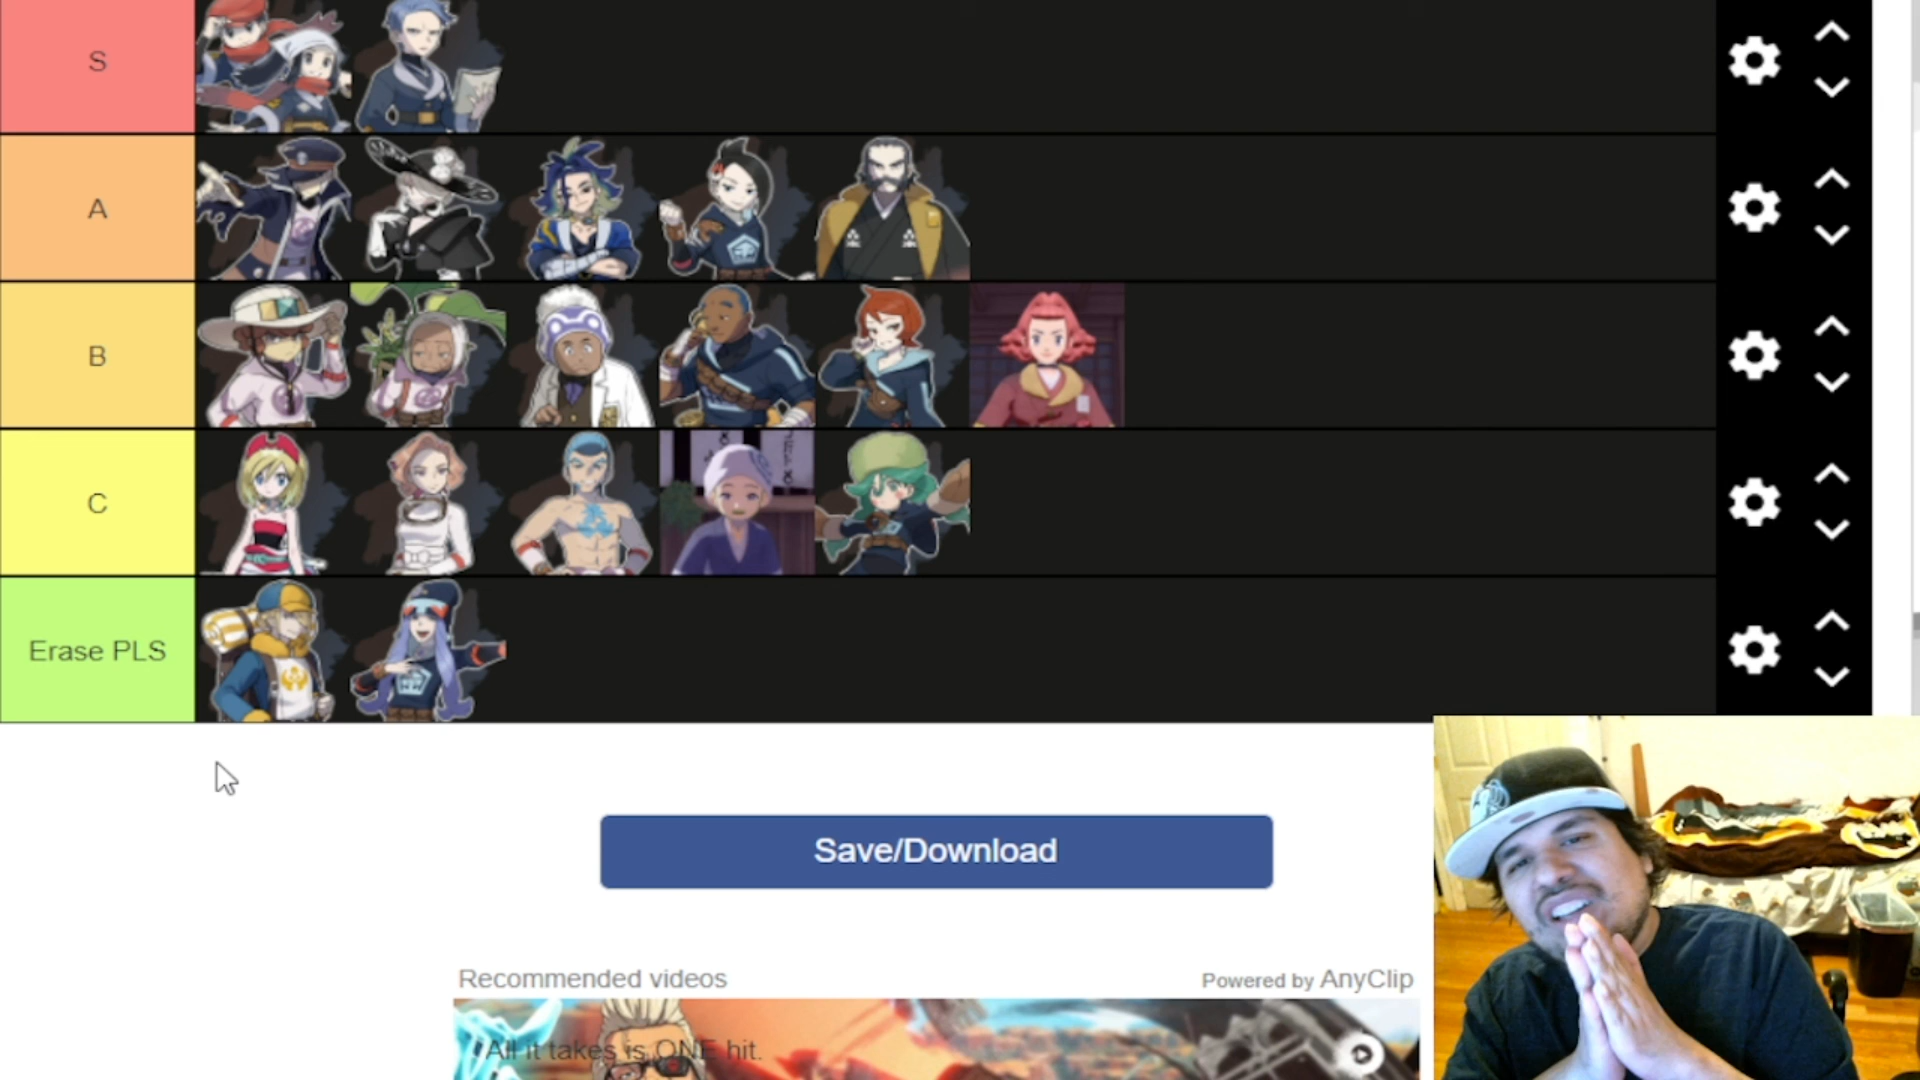 S
A
B
C
Erase PLS
Save/Download
Recommended videos
Powered by AnyClip
All it takes is ONE hit.